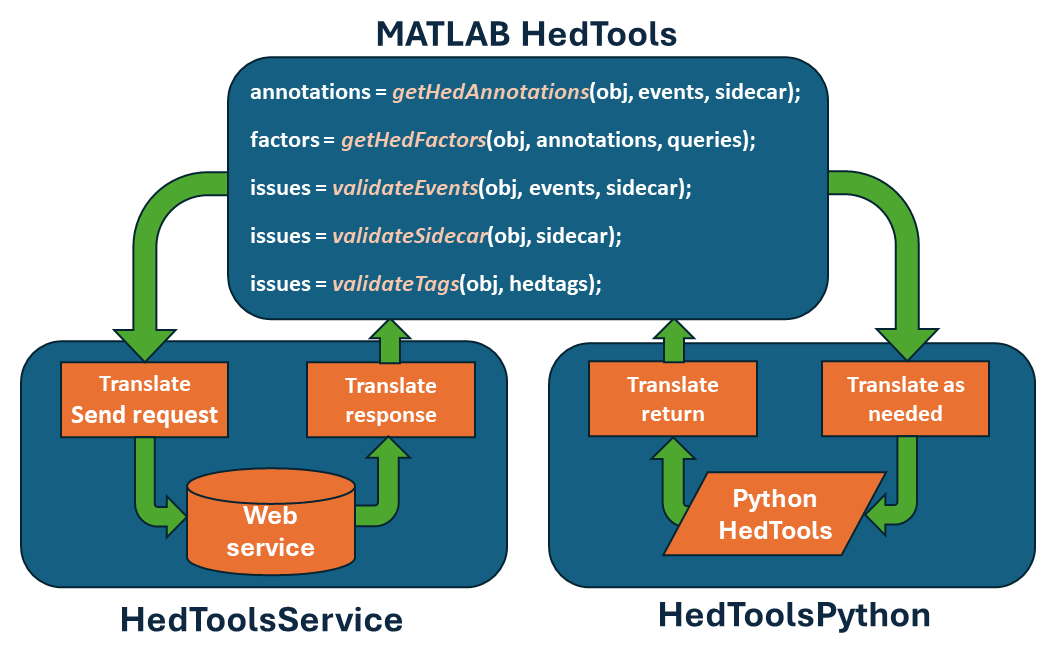 MATLAB HedTools
annotations = getHedAnnotations(obj, events, sidecar);
factors = getHedFactors(obj, annotations, queries);
issues = validateEvents(obj, events, sidecar);
issues = validateSidecar(obj, sidecar);
issues = validateTags(obj, hedtags);
Translate
Send request
Translate
response
Web
service
HedToolsService
Translate
return
Translate as
needed
Python
HedTools
HedToolsPython